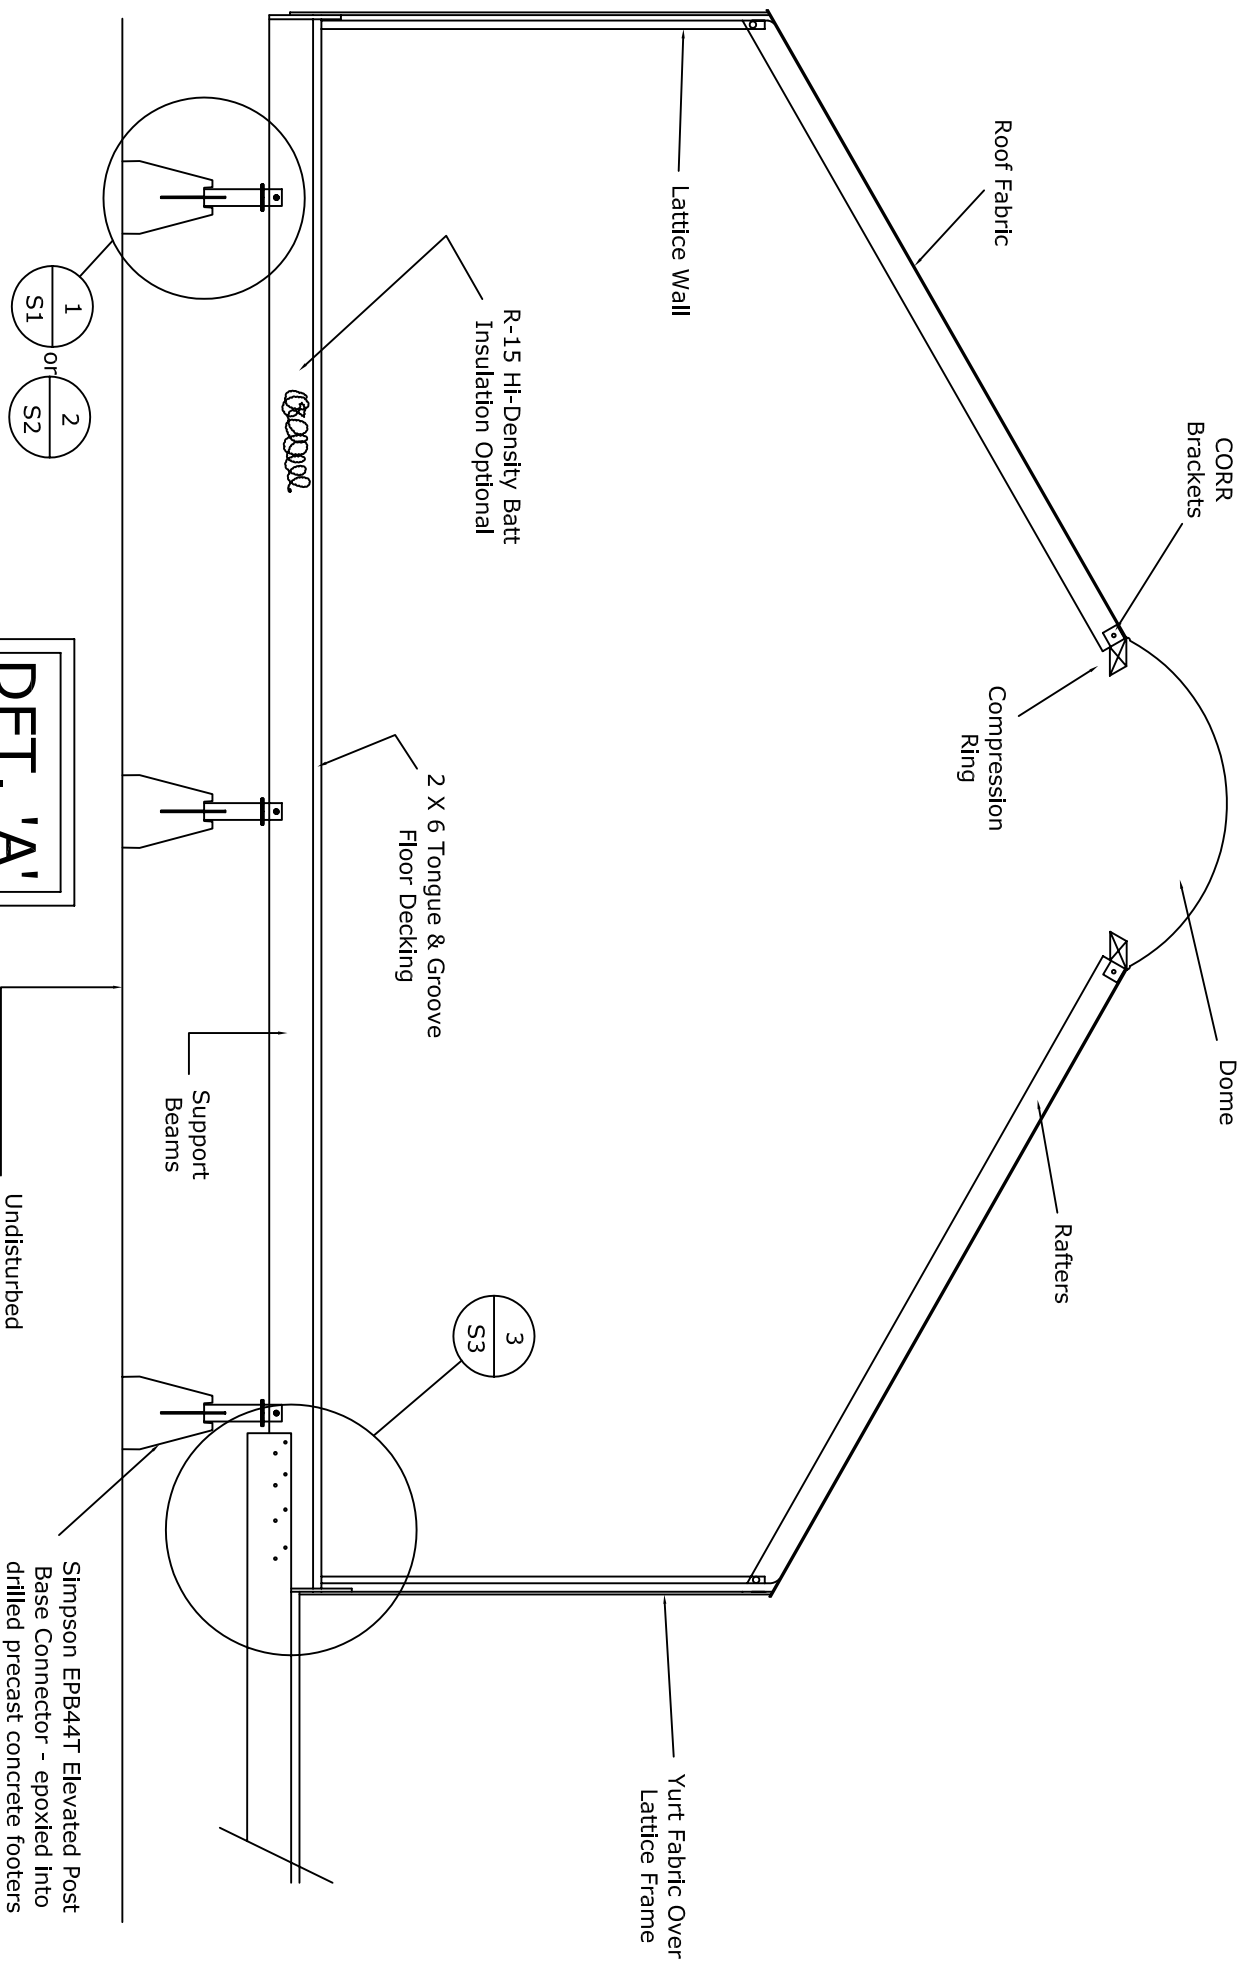 CORR
Brackets
Dome
Roof Fabric
Compression
Ring
Rafters
Lattice Wall
Yurt Fabric Over
Lattice Frame
R-15 Hi-Density Batt
Insulation Optional
2 X 6 Tongue & Groove
Floor Decking
3
S3
Support
Beams
1
S1
or
2
S2
Simpson EPB44T Elevated Post
Base Connector - epoxied into
drilled precast concrete footers
DFT. 'A'
Undisturbed